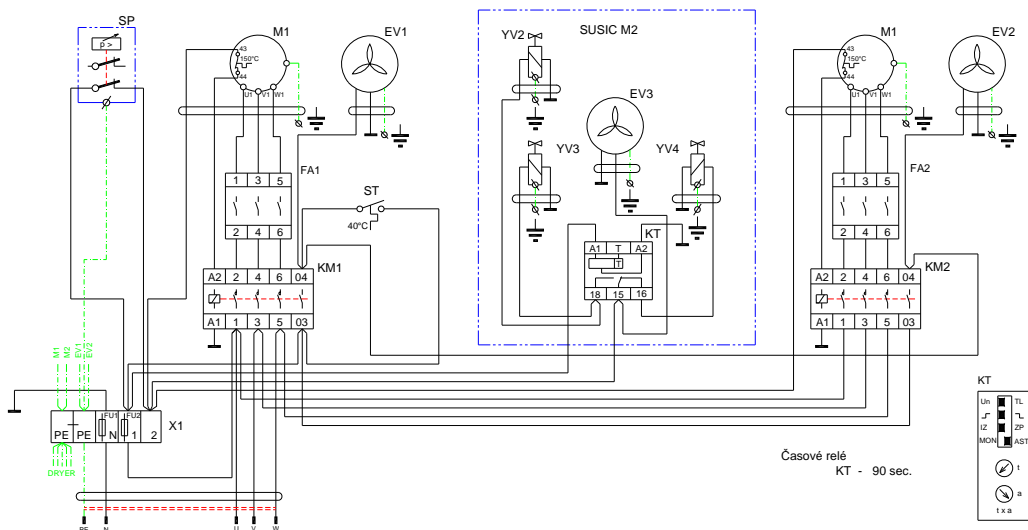 SP
M1
EV1
SUSIC M2
M1
EV2
p >
43
150°C
44
U1 V1 W1
YV2
EV3
YV3
YV4
43
150°C
44
U1 V1 W1
FA1
1 3 5
2 4 6
ST
40°C
KT
A1 T A2
T
18 15 16
FA2
1 3 5
2 4 6
KM1
A2 2 4 6 04
A1 1 3 5 03
KM2
A2 2 4 6 04
A1 1 3 5 03
M1
M2
EV1
EV2
FU1
FU2
PE PE N 1 2
X1
DRYER
PE N U V W
Časové relé
KT - 90 sec.
KT
Un TL
IZ ZP
MON AST
t
a
t x a